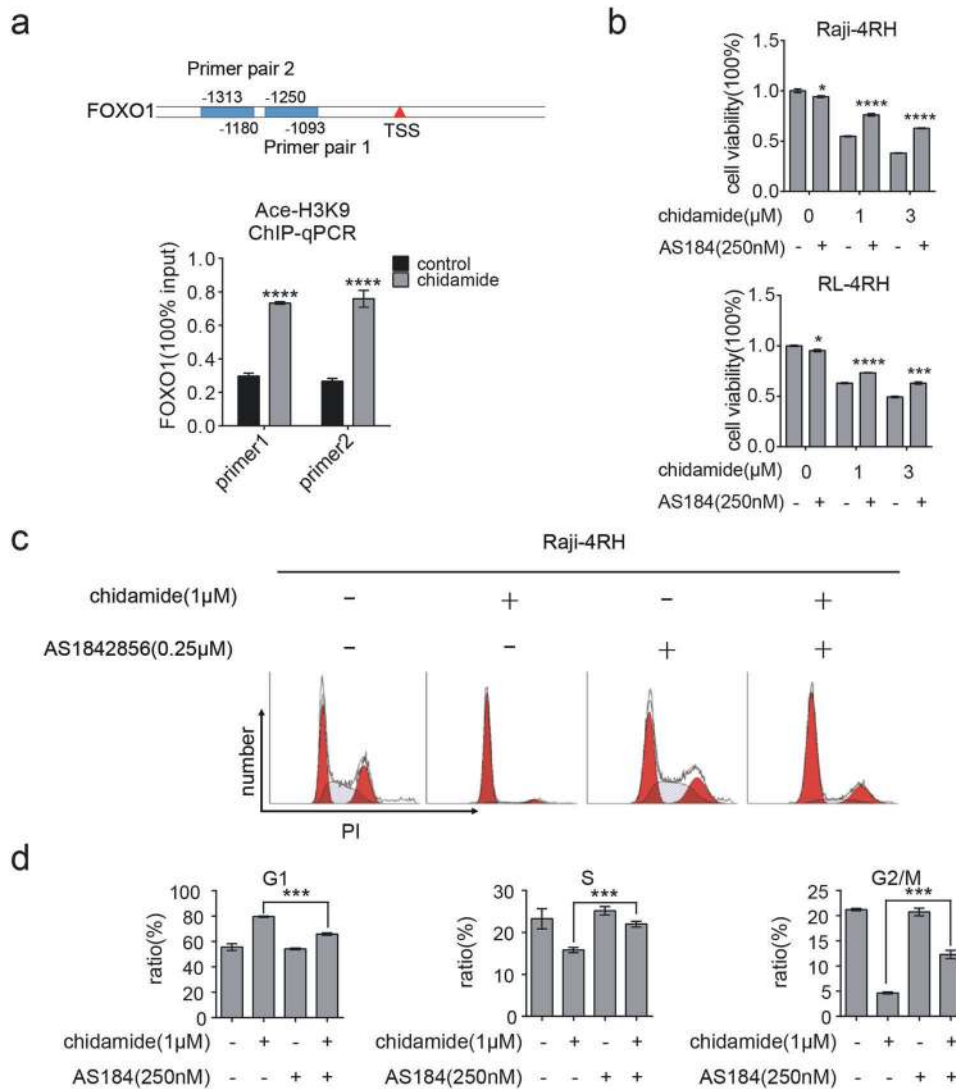 a
Primer pair 2
-1313 -1250
FOXO1
-1180 -1093
TSS
Primer pair 1
Ace-H3K9
ChIP-qPCR
control
chidamide
**** ****
FOXO1(100% input)
1.0
0.8
0.6
0.4
0.2
0.0
primer1 primer2
b
Raji-4RH
cell viability(100%)
1.5
1.0
0.5
0.0
* **** ****
chidamide(μM) 0 1 3
AS184(250nM) - + - + - +
RL-4RH
cell viability(100%)
1.5
1.0
0.5
0.0
* **** ***
chidamide(μM) 0 1 3
AS184(250nM) - + - + - +
c
Raji-4RH
chidamide(1μM) - + - +
AS1842856(0.25μM) - - + +
number
PI
d
G1
ratio(%)
100
80
60
40
20
0
***
chidamide(1μM) - + - +
AS184(250nM) - - + +
S
ratio(%)
30
20
10
0
***
chidamide(1μM) - + - +
AS184(250nM) - - + +
G2/M
ratio(%)
25
20
15
10
5
0
***
chidamide(1μM) - + - +
AS184(250nM) - - + +